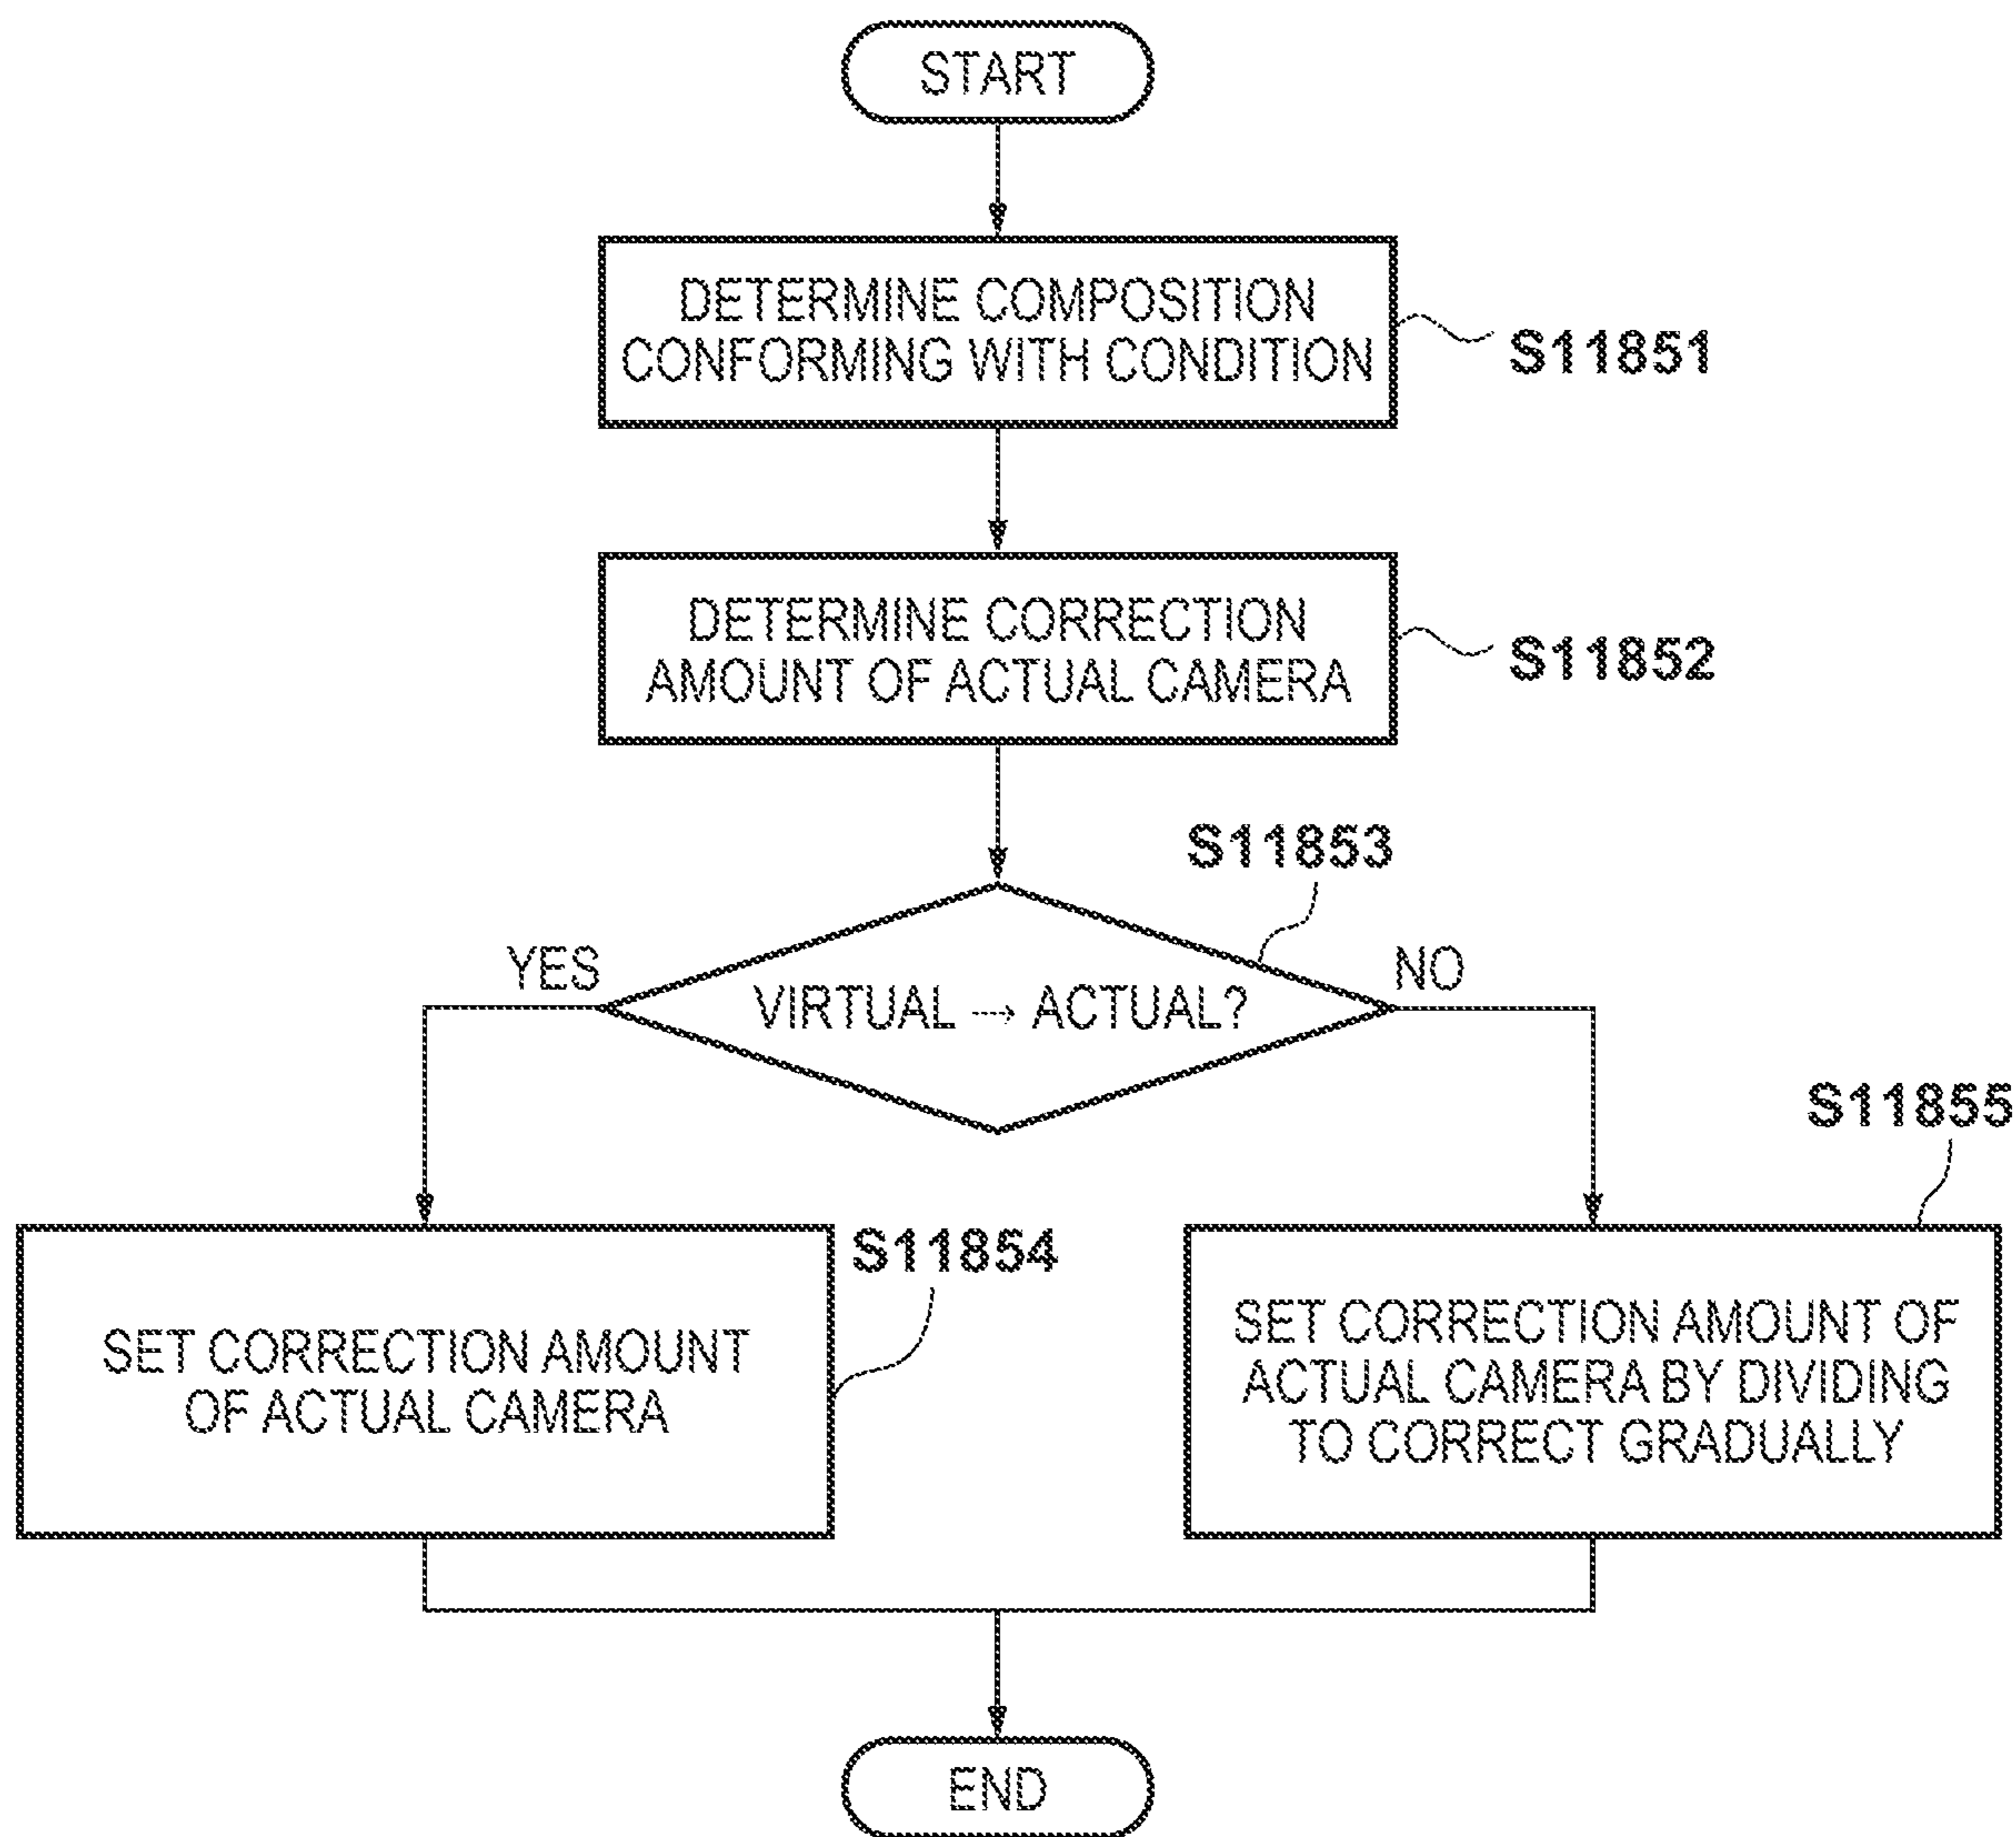 START
DETERMINE COMPOSITION
CONFORMING WITH CONDITION
S11851
DETERMINE CORRECTION
AMOUNT OF ACTUAL CAMERA
S11852
S11853
YES
VIRTUAL → ACTUAL?
NO
S11855
S11854
SET CORRECTION AMOUNT
OF ACTUAL CAMERA
SET CORRECTION AMOUNT OF
ACTUAL CAMERA BY DIVIDING
TO CORRECT GRADUALLY
END